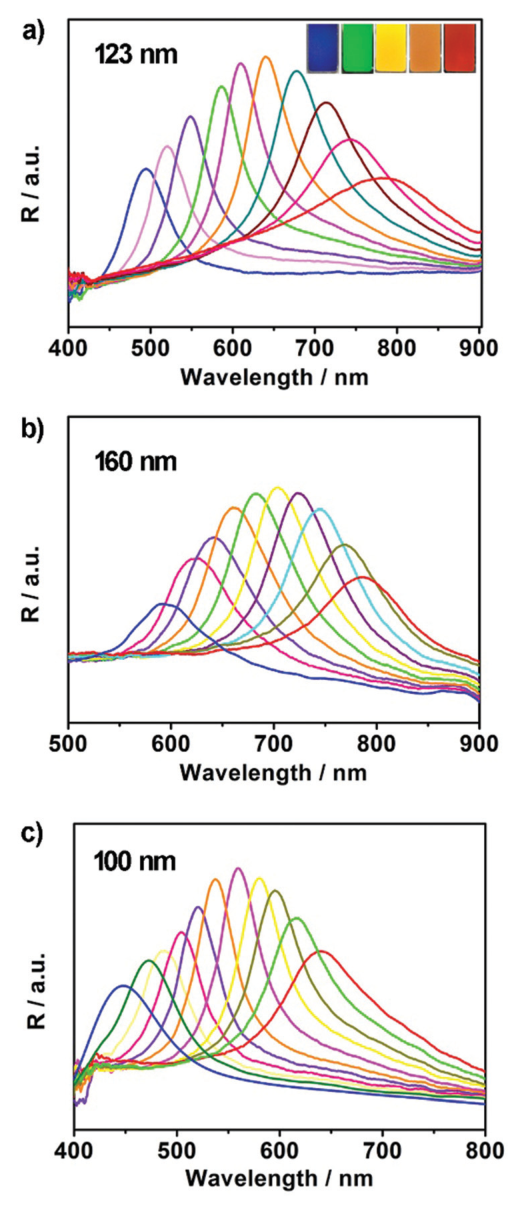 a)
123 nm
R / a.u.
400 500 600 700 800 900
Wavelength / nm
b)
160 nm
R / a.u.
500 600 700 800 900
Wavelength / nm
c)
100 nm
R / a.u.
400 500 600 700 800
Wavelength / nm